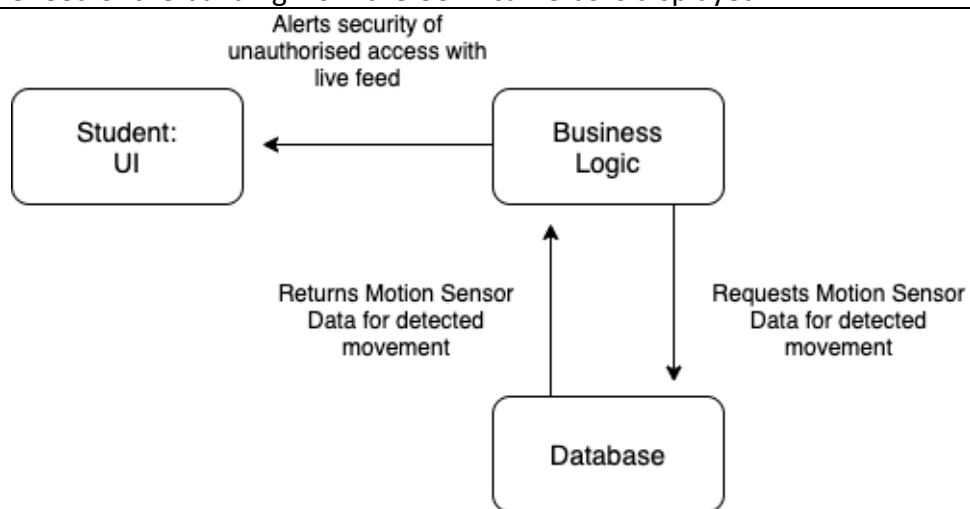 Alerts security of
unauthorised access with
live feed
Student:
UI
Business
Logic
Returns Motion Sensor
Data for detected
movement
Requests Motion Sensor
Data for detected
movement
Database